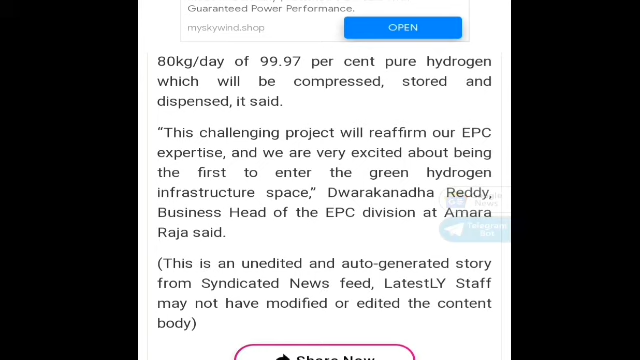 Guaranteed Power Performance.
myskywind.shop
OPEN
80kg/day of 99.97 per cent pure hydrogen
which will be compressed, stored and
dispensed, it said.
“This challenging project will reaffirm our EPC
expertise, and we are very excited about being
the first to enter the green hydrogen
infrastructure space,” Dwarakanadha Reddy,
Business Head of the EPC division at Amara
Raja said.
(This is an unedited and auto-generated story
from Syndicated News feed, LatestLY Staff
may not have modified or edited the content
body)
Share Now
News
Telegram